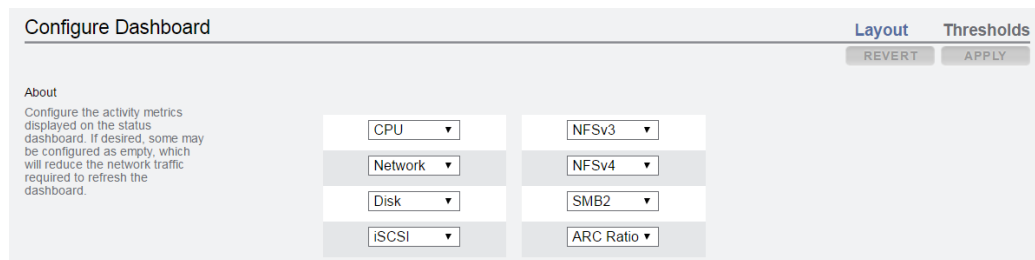 Configure Dashboard
Layout Thresholds
REVERT APPLY
About
Configure the activity metrics
displayed on the status
dashboard. If desired, some may
be configured as empty, which
will reduce the network traffic
required to refresh the
dashboard.
CPU NFSv3
Network NFSv4
Disk SMB2
iSCSI ARC Ratio